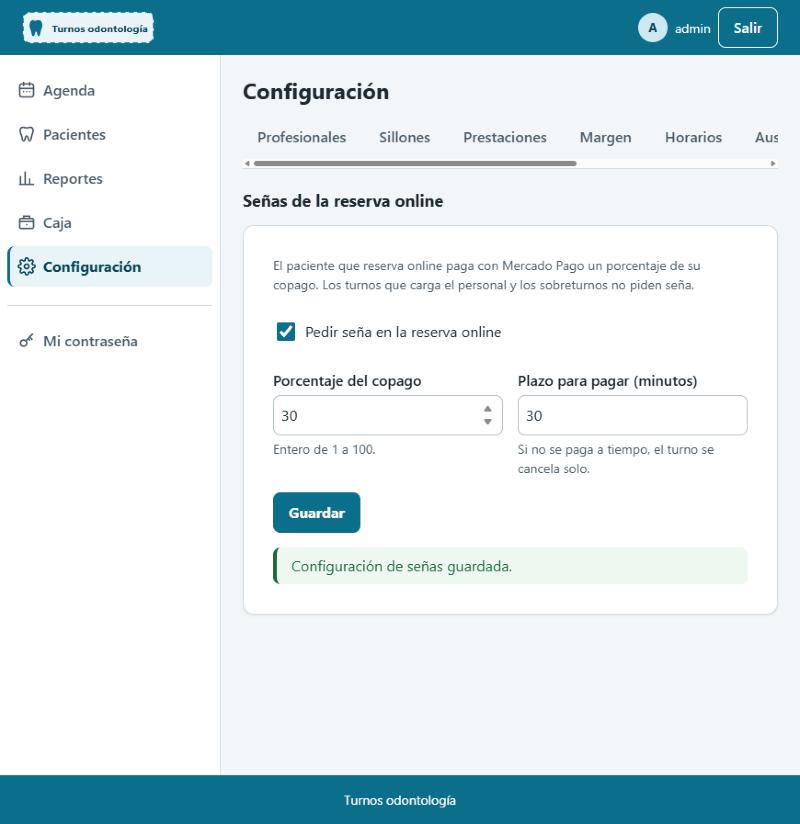 Turnos odontología
A
admin
Salir
Agenda
Pacientes
Reportes
Caja
Configuración
Mi contraseña
Configuración
Profesionales Sillones Prestaciones Margen Horarios Aus
Señas de la reserva online
El paciente que reserva online paga con Mercado Pago un porcentaje de su
copago. Los turnos que carga el personal y los sobreturnos no piden seña.
Pedir seña en la reserva online
Porcentaje del copago
30
Entero de 1 a 100.
Plazo para pagar (minutos)
30
Si no se paga a tiempo, el turno se
cancela solo.
Guardar
Configuración de señas guardada.
Turnos odontología